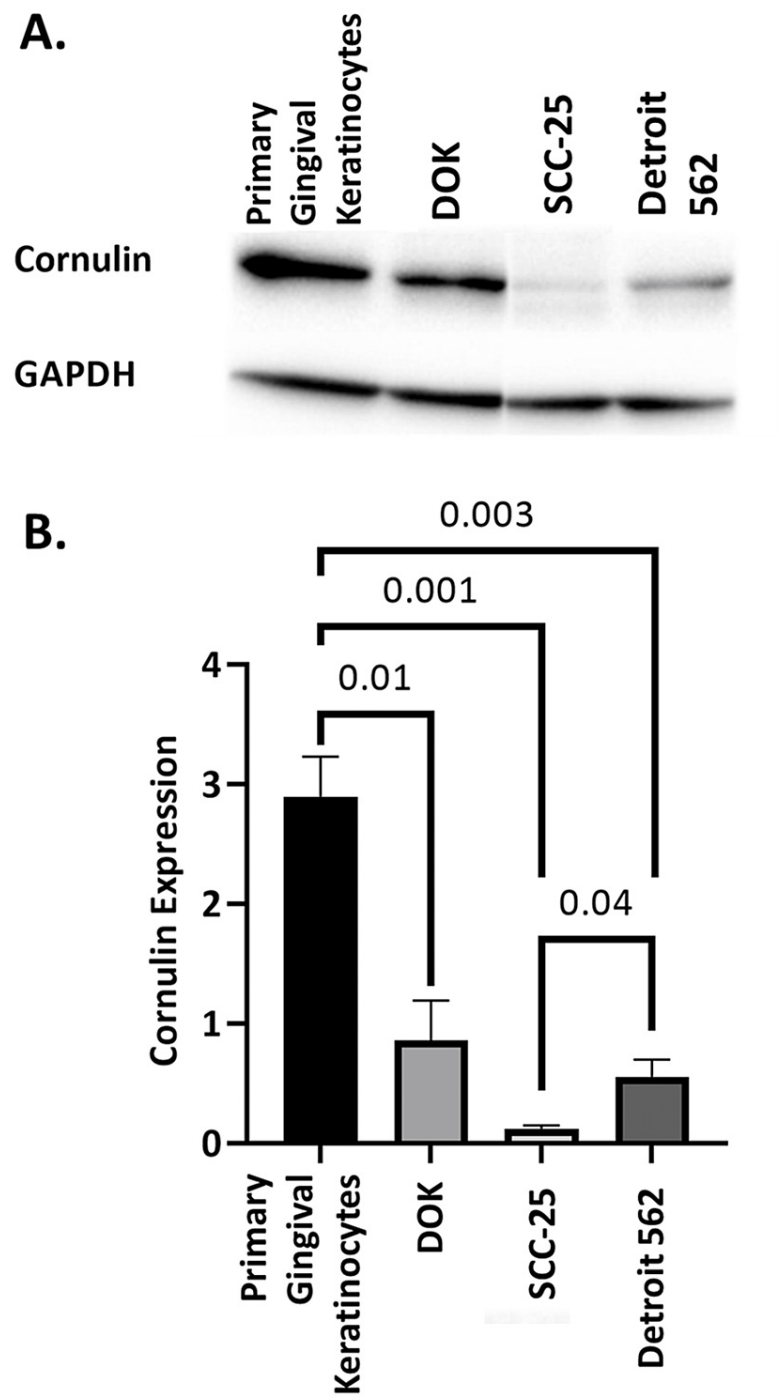 A.
Primary
Gingival
Keratinocytes
DOK
SCC-25
Detroit
562
Cornulin
GAPDH
B.
0.003
0.001
0.01
0.04
Cornulin Expression
4
3
2
1
0
Primary
Gingival
Keratinocytes
DOK
SCC-25
Detroit 562